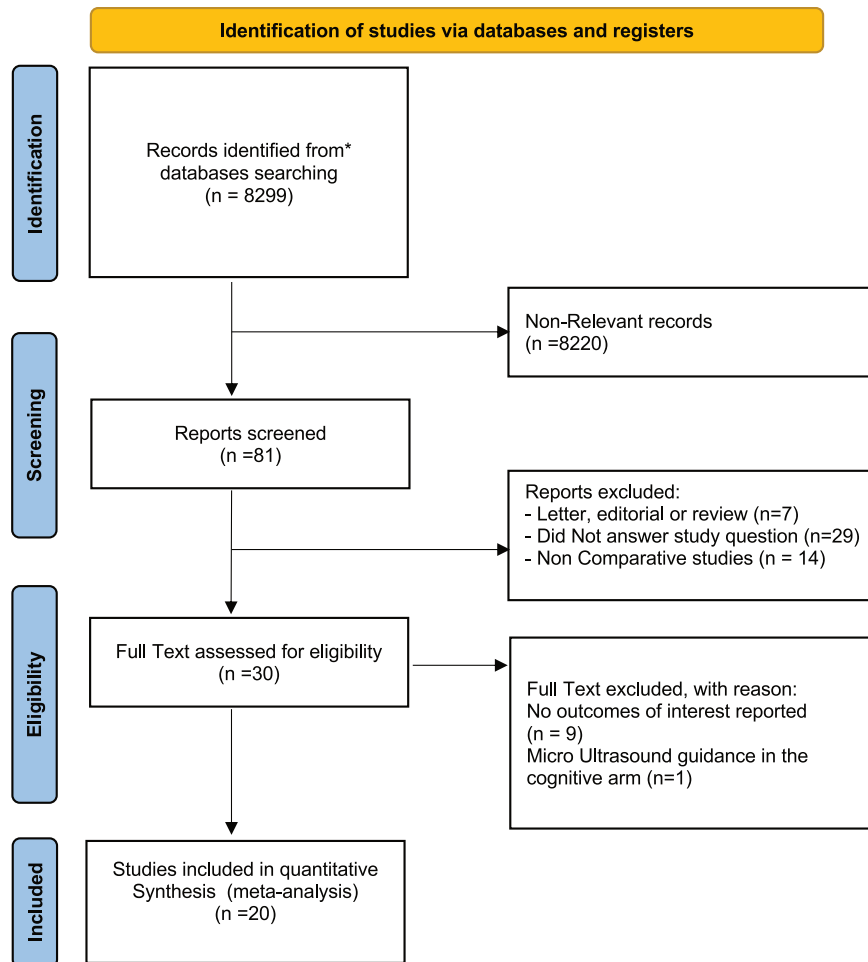 Identification of studies via databases and registers
Identification
Records identified from*
databases searching
(n = 8299)
Non-Relevant records
(n =8220)
Screening
Reports screened
(n =81)
Reports excluded:
- Letter, editorial or review (n=7)
- Did Not answer study question (n=29)
- Non Comparative studies (n = 14)
Eligibility
Full Text assessed for eligibility
(n =30)
Full Text excluded, with reason:
No outcomes of interest reported
(n = 9)
Micro Ultrasound guidance in the
cognitive arm (n=1)
Included
Studies included in quantitative
Synthesis (meta-analysis)
(n =20)